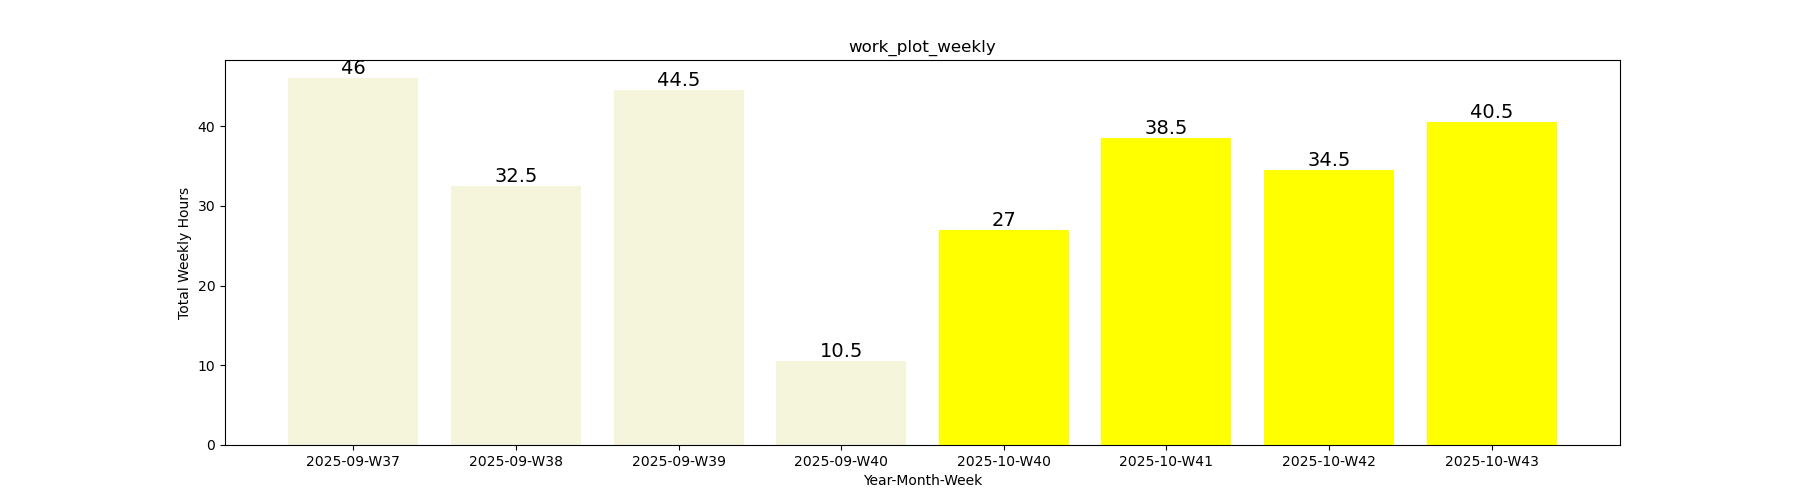 work_plot_weekly
46
32.5
44.5
10.5
27
38.5
34.5
40.5
40
30
20
10
0
Total Weekly Hours
2025-09-W37
2025-09-W38
2025-09-W39
2025-09-W40
2025-10-W40
2025-10-W41
2025-10-W42
2025-10-W43
Year-Month-Week